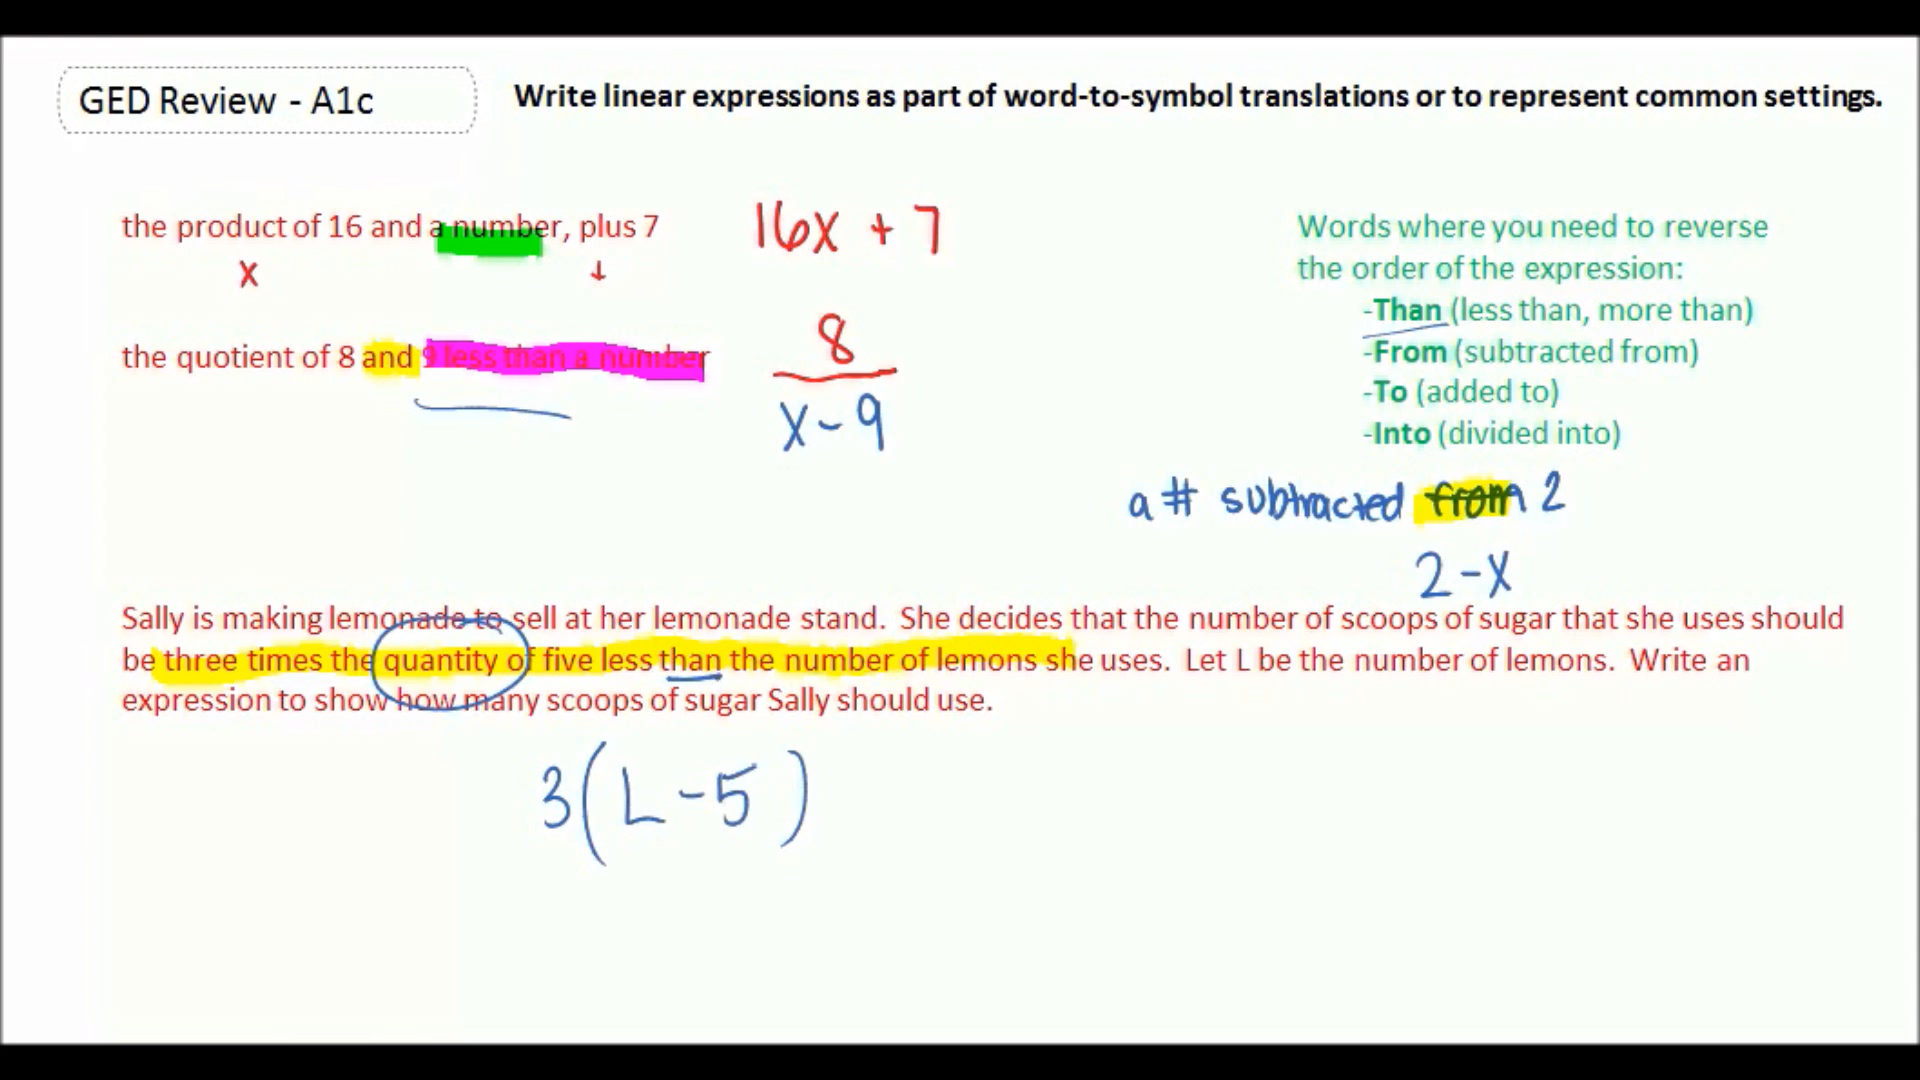 GED Review - A1c
Write linear expressions as part of word-to-symbol translations or to represent common settings.
the product of 16 and a number, plus 7
x
+
16x + 7
the quotient of 8 and 9 less than a number
8
x - 9
Words where you need to reverse
the order of the expression:
-Than (less than, more than)
-From (subtracted from)
-To (added to)
-Into (divided into)
a # subtracted from 2
2 - x
Sally is making lemonade to sell at her lemonade stand. She decides that the number of scoops of sugar that she uses should
be three times the quantity of five less than the number of lemons she uses. Let L be the number of lemons. Write an
expression to show how many scoops of sugar Sally should use.
3(L - 5)